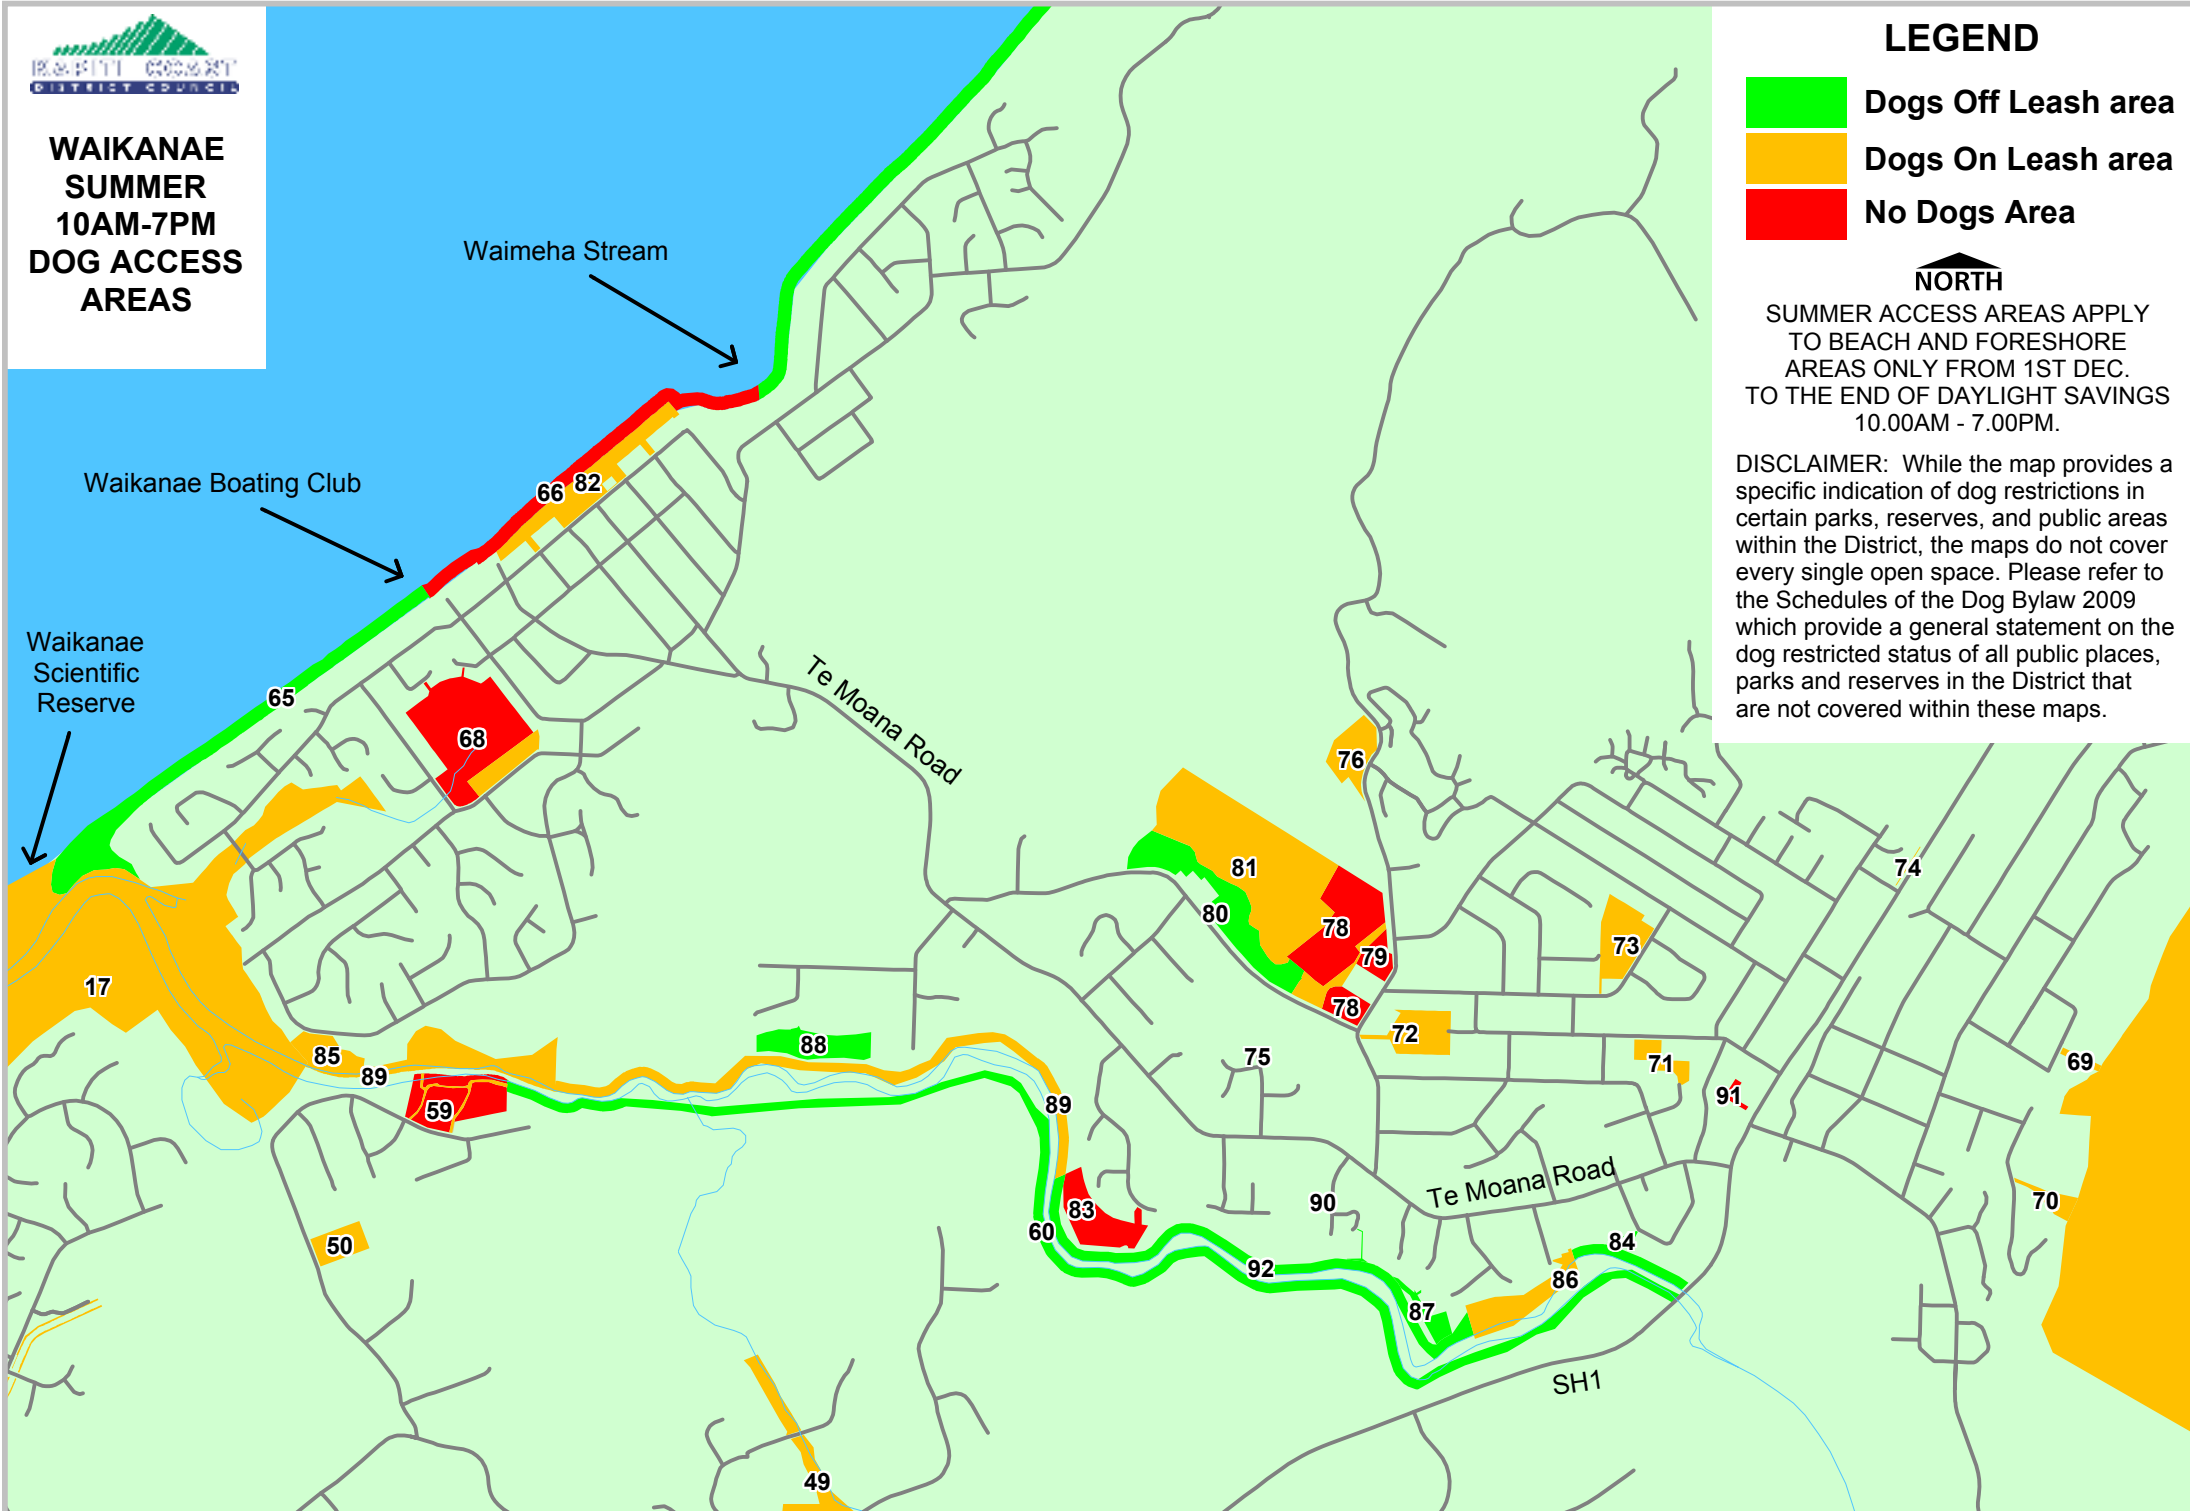 KAPITI COAST
DISTRICT COUNCIL
WAIKANAE
SUMMER
10AM-7PM
DOG ACCESS
AREAS
LEGEND
Dogs Off Leash area
Dogs On Leash area
No Dogs Area
NORTH
SUMMER ACCESS AREAS APPLY
TO BEACH AND FORESHORE
AREAS ONLY FROM 1ST DEC.
TO THE END OF DAYLIGHT SAVINGS
10.00AM - 7.00PM.
DISCLAIMER: While the map provides a
specific indication of dog restrictions in
certain parks, reserves, and public areas
within the District, the maps do not cover
every single open space. Please refer to
the Schedules of the Dog Bylaw 2009
which provide a general statement on the
dog restricted status of all public places,
parks and reserves in the District that
are not covered within these maps.
Waimeha Stream
Waikanae Boating Club
Waikanae
Scientific
Reserve
66
82
65
68
Te Moana Road
76
81
74
80
78
73
79
17
78
72
88
85
75
71
69
89
91
89
59
Te Moana Road
90
70
83
60
84
50
92
86
87
SH1
49